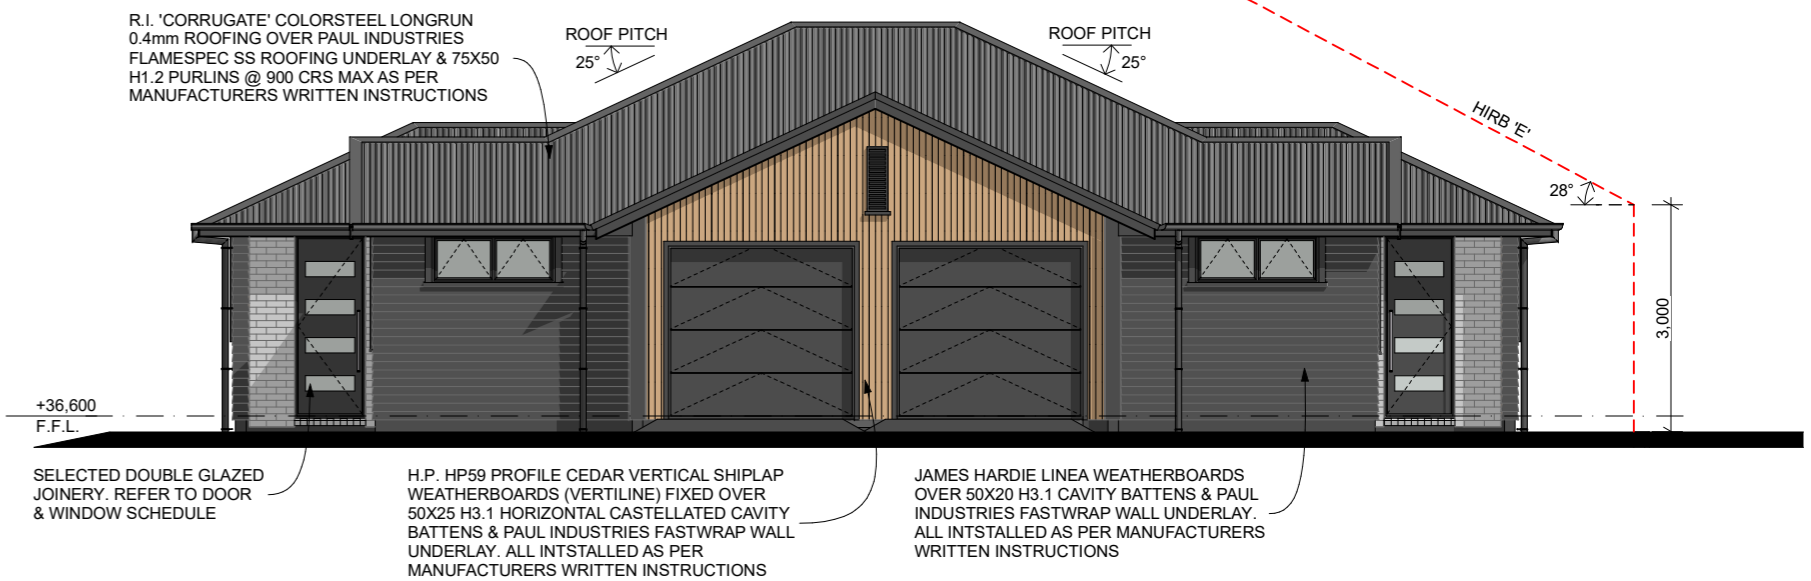 R.I. 'CORRUGATE' COLORSTEEL LONGRUN
0.4mm ROOFING OVER PAUL INDUSTRIES
FLAMESPEC SS ROOFING UNDERLAY & 75X50
H1.2 PURLINS @ 900 CRS MAX AS PER
MANUFACTURERS WRITTEN INSTRUCTIONS
ROOF PITCH
25°
ROOF PITCH
25°
HIRB 'E'
28°
3,000
+36,600
F.F.L.
SELECTED DOUBLE GLAZED
JOINERY. REFER TO DOOR
& WINDOW SCHEDULE
H.P. HP59 PROFILE CEDAR VERTICAL SHIPLAP
WEATHERBOARDS (VERTILINE) FIXED OVER
50X25 H3.1 HORIZONTAL CASTELLATED CAVITY
BATTENS & PAUL INDUSTRIES FASTWRAP WALL
UNDERLAY. ALL INTSTALLED AS PER
MANUFACTURERS WRITTEN INSTRUCTIONS
JAMES HARDIE LINEA WEATHERBOARDS
OVER 50X20 H3.1 CAVITY BATTENS & PAUL
INDUSTRIES FASTWRAP WALL UNDERLAY.
ALL INTSTALLED AS PER MANUFACTURERS
WRITTEN INSTRUCTIONS